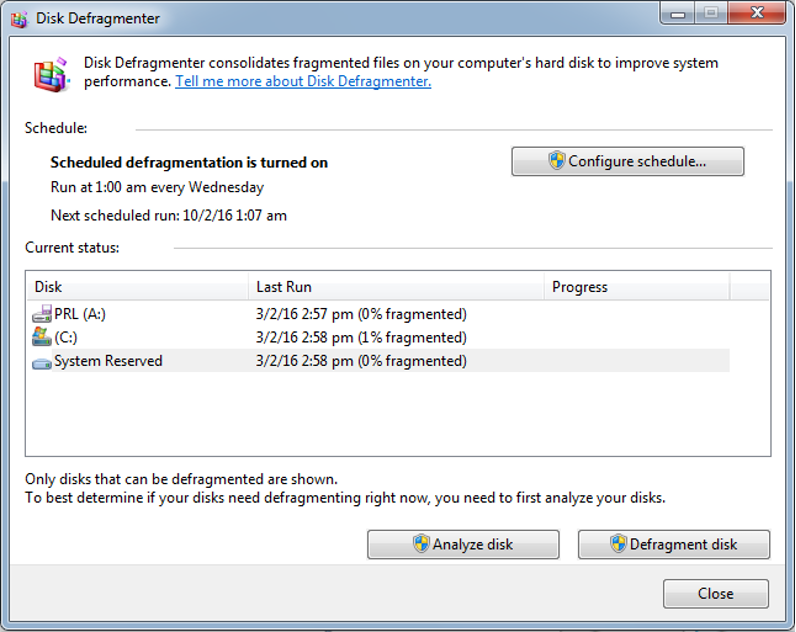 Disk Defragmenter
Disk Defragmenter consolidates fragmented files on your computer's hard disk to improve system
performance. Tell me more about Disk Defragmenter.
Schedule:
Scheduled defragmentation is turned on
Configure schedule...
Run at 1:00 am every Wednesday
Next scheduled run: 10/2/16 1:07 am
Current status:
Disk Last Run Progress
PRL (A:) 3/2/16 2:57 pm (0% fragmented)
(C:) 3/2/16 2:58 pm (1% fragmented)
System Reserved 3/2/16 2:58 pm (0% fragmented)
Only disks that can be defragmented are shown.
To best determine if your disks need defragmenting right now, you need to first analyze your disks.
Analyze disk Defragment disk
Close